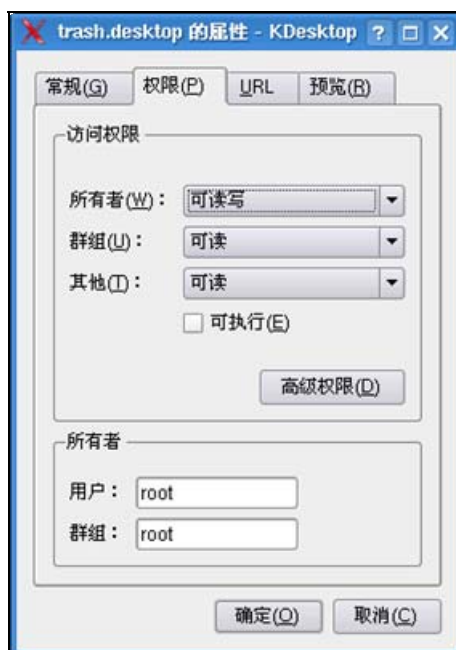 trash.desktop 的属性 - KDesktop
常规(G) 权限(P) URL 预览(R)
访问权限
所有者(W)： 可读写
群组(U)： 可读
其他(T)： 可读
可执行(E)
高级权限(D)
所有者
用户： root
群组： root
确定(O) 取消(C)